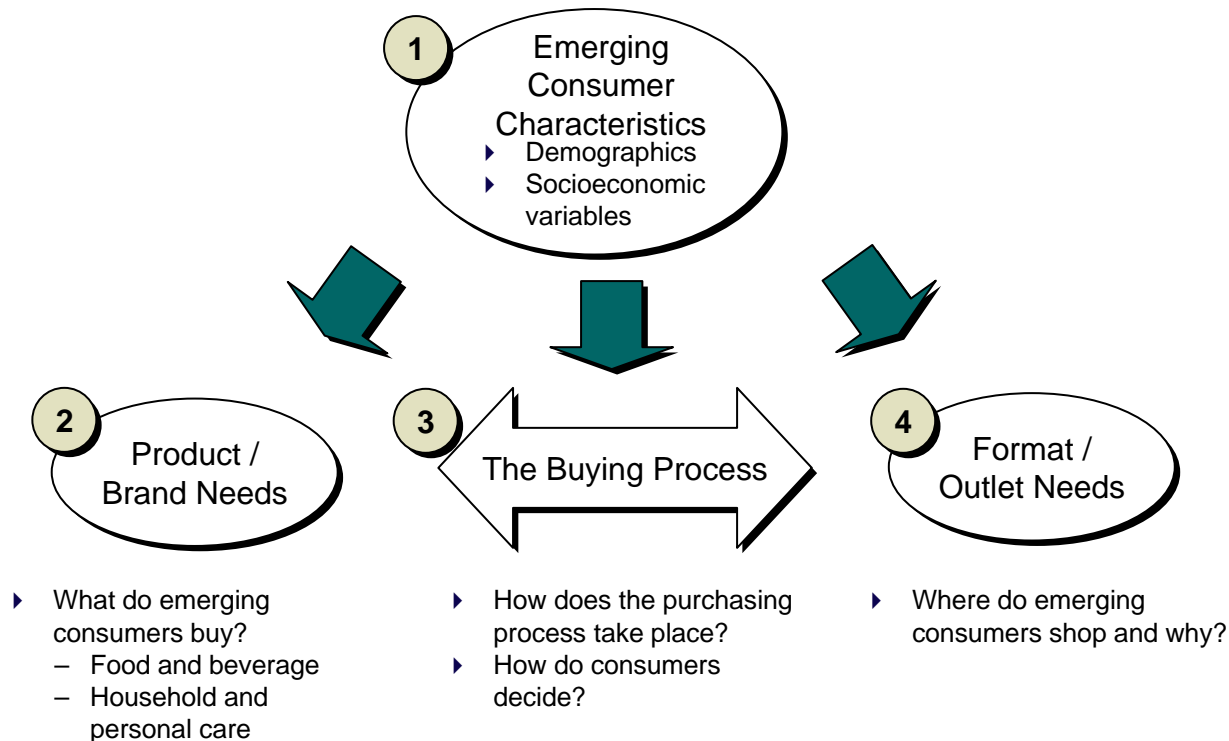 1
Emerging
Consumer
Characteristics
Demographics
Socioeconomic
variables
2
Product /
Brand Needs
3
The Buying Process
4
Format /
Outlet Needs
What do emerging
consumers buy?
– Food and beverage
– Household and
personal care
How does the purchasing
process take place?
How do consumers
decide?
Where do emerging
consumers shop and why?